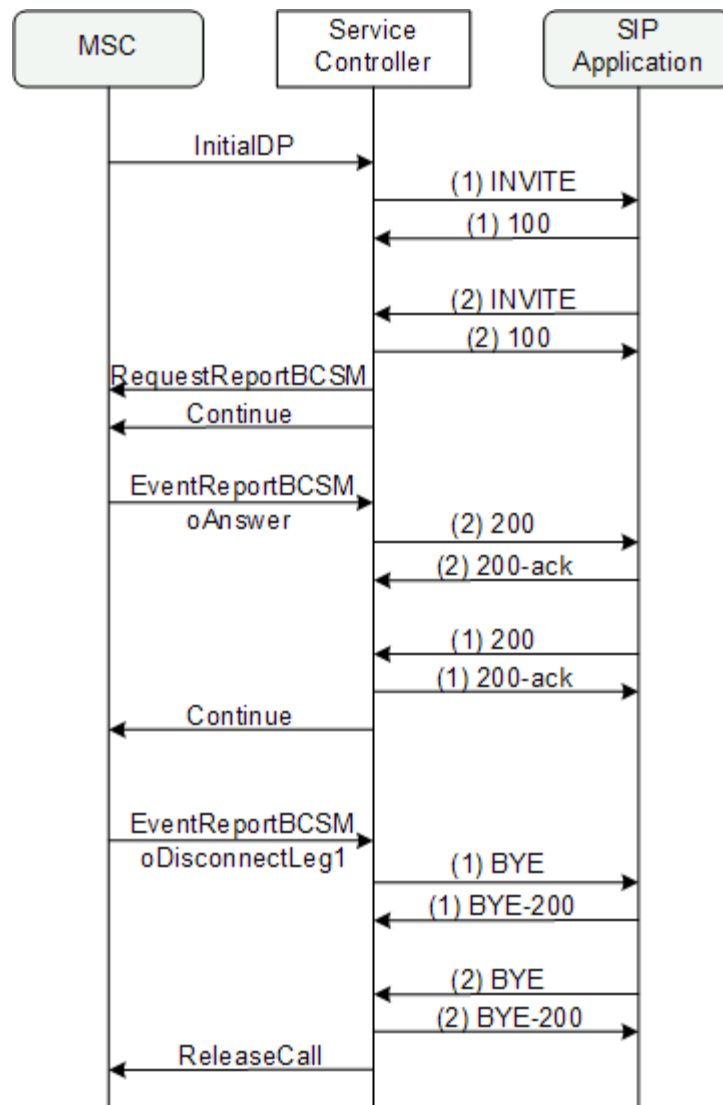 MSC
Service
Controller
SIP
Application
InitialDP
(1) INVITE
(1) 100
(2) INVITE
(2) 100
RequestReportBCSM
Continue
EventReportBCSM
oAnswer
(2) 200
(2) 200-ack
(1) 200
(1) 200-ack
Continue
EventReportBCSM
oDisconnectLeg1
(1) BYE
(1) BYE-200
(2) BYE
(2) BYE-200
ReleaseCall